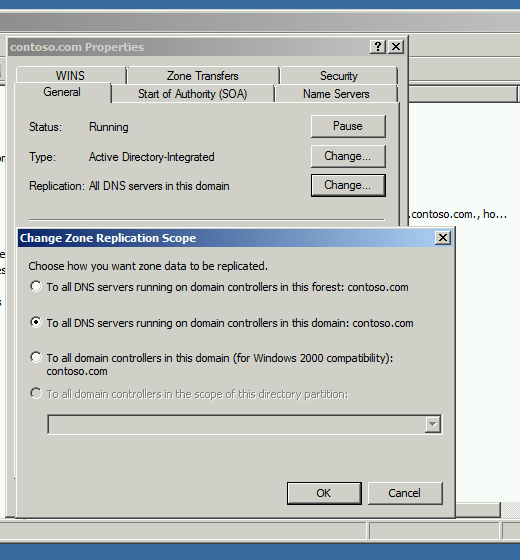 contoso.com Properties
WINS Zone Transfers Security
General Start of Authority (SOA) Name Servers
Status: Running Pause
Type: Active Directory-Integrated Change...
Replication: All DNS servers in this domain Change...
.contoso.com., ho...
Change Zone Replication Scope
Choose how you want zone data to be replicated.
To all DNS servers running on domain controllers in this forest: contoso.com
To all DNS servers running on domain controllers in this domain: contoso.com
To all domain controllers in this domain (for Windows 2000 compatibility):
contoso.com
To all domain controllers in the scope of this directory partition:
OK Cancel